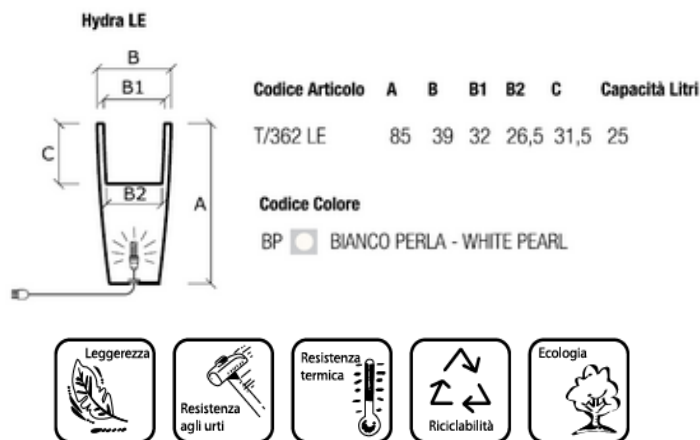 Hydra LE
B
B1
C
B2
A
Codice Articolo A B B1 B2 C Capacità Litri
T/362 LE 85 39 32 26,5 31,5 25
Codice Colore
BP BIANCO PERLA - WHITE PEARL
Leggerezza
Resistenza
agli urti
Resistenza
termica
Riciclabilità
Ecologia